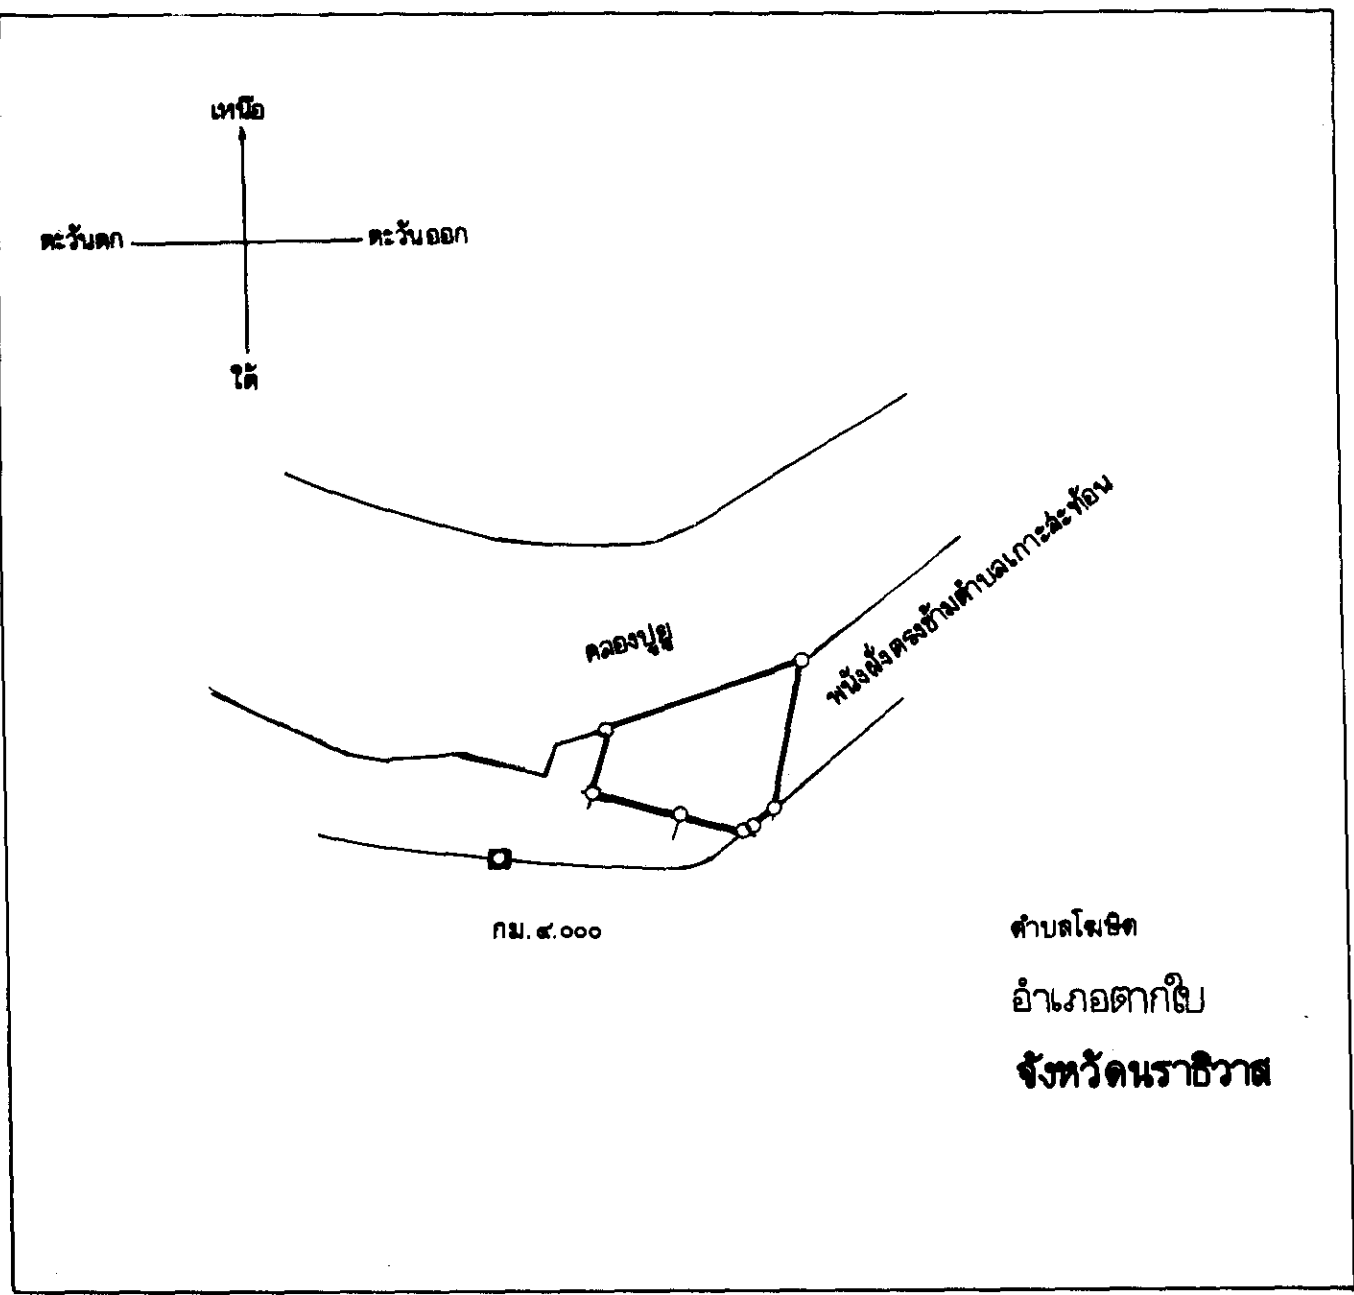 เหนือ
ตะวันตก
ตะวันออก
ใต้
คลองปูยู
พนังฝั่งตรงข้ามตำบลเกาะสะท้อน
กม. ๔.๐๐๐
ตำบลโฆษิต
อำเภอตากใบ
จังหวัดนราธิวาส